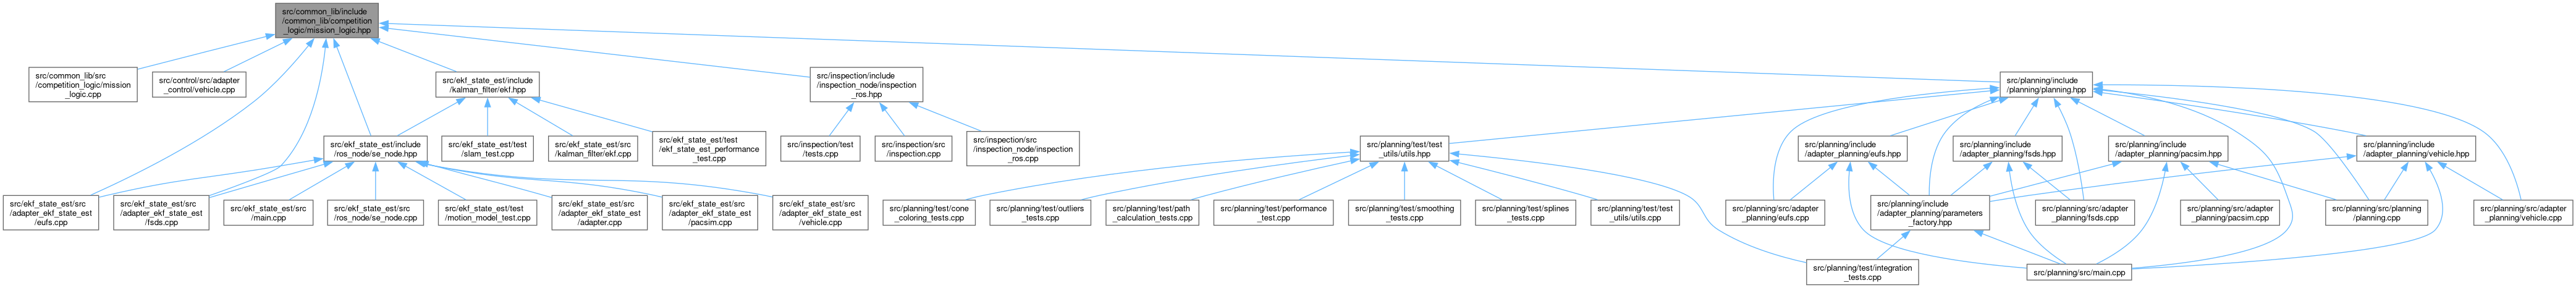 src/common_lib/include
/common_lib/competition
_logic/mission_logic.hpp
src/common_lib/src
/competition_logic/mission
_logic.cpp
src/control/src/adapter
_control/vehicle.cpp
src/ekf_state_est/include
/kalman_filter/ekf.hpp
src/inspection/include
/inspection_node/inspection
_ros.hpp
src/planning/include
/planning/planning.hpp
src/ekf_state_est/include
/ros_node/se_node.hpp
src/ekf_state_est/test
/slam_test.cpp
src/ekf_state_est/src
/kalman_filter/ekf.cpp
src/ekf_state_est/test
/ekf_state_est_performance
_test.cpp
src/inspection/test
/tests.cpp
src/inspection/src
/inspection.cpp
src/inspection/src
/inspection_node/inspection
_ros.cpp
src/planning/test/test
_utils/utils.hpp
src/planning/include
/adapter_planning/eufs.hpp
src/planning/include
/adapter_planning/fsds.hpp
src/planning/include
/adapter_planning/pacsim.hpp
src/planning/include
/adapter_planning/vehicle.hpp
src/ekf_state_est/src
/adapter_ekf_state_est
/eufs.cpp
src/ekf_state_est/src
/adapter_ekf_state_est
/fsds.cpp
src/ekf_state_est/src
/main.cpp
src/ekf_state_est/src
/ros_node/se_node.cpp
src/ekf_state_est/test
/motion_model_test.cpp
src/ekf_state_est/src
/adapter_ekf_state_est
/adapter.cpp
src/ekf_state_est/src
/adapter_ekf_state_est
/pacsim.cpp
src/ekf_state_est/src
/adapter_ekf_state_est
/vehicle.cpp
src/planning/test/cone
_coloring_tests.cpp
src/planning/test/outliers
_tests.cpp
src/planning/test/path
_calculation_tests.cpp
src/planning/test/performance
_test.cpp
src/planning/test/smoothing
_tests.cpp
src/planning/test/splines
_tests.cpp
src/planning/test/test
_utils/utils.cpp
src/planning/src/adapter
_planning/eufs.cpp
src/planning/include
/adapter_planning/parameters
_factory.hpp
src/planning/src/adapter
_planning/fsds.cpp
src/planning/src/adapter
_planning/pacsim.cpp
src/planning/src/planning
/planning.cpp
src/planning/src/adapter
_planning/vehicle.cpp
src/planning/test/integration
_tests.cpp
src/planning/src/main.cpp